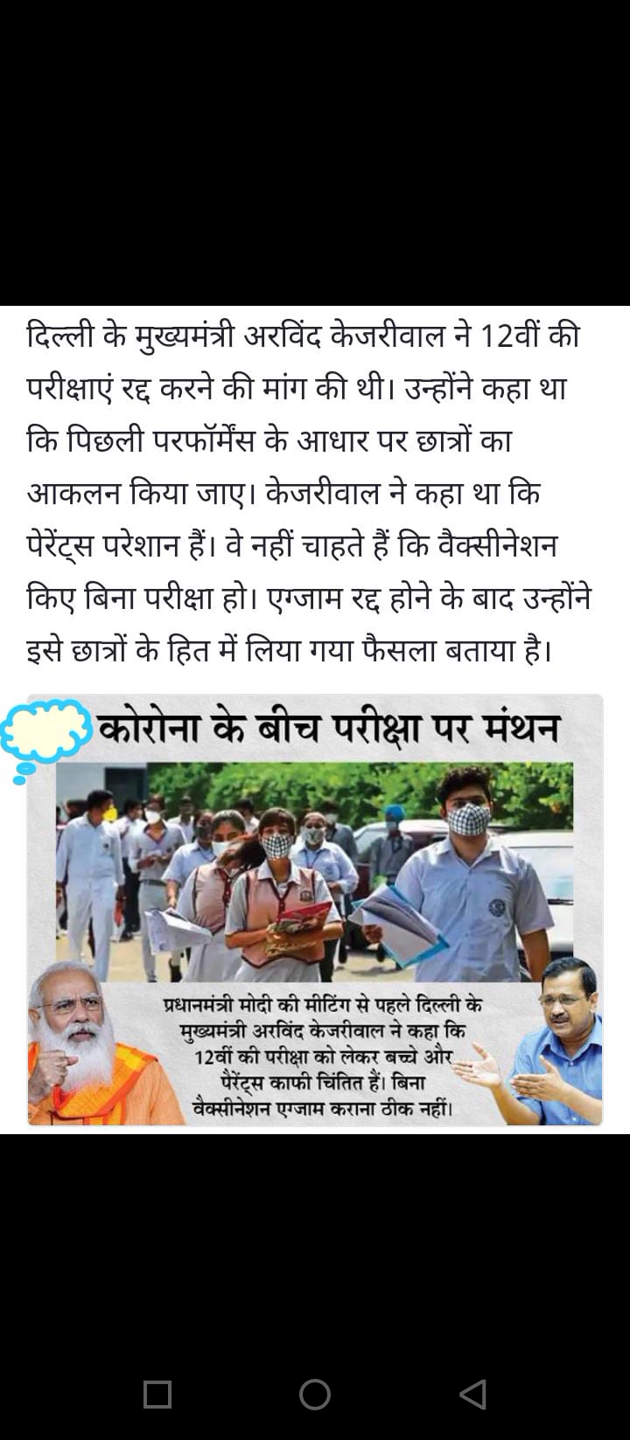 दिल्ली के मुख्यमंत्री अरविंद केजरीवाल ने 12वीं की
परीक्षाएं रद्द करने की मांग की थी। उन्होंने कहा था
कि पिछली परफॉर्मेंस के आधार पर छात्रों का
आकलन किया जाए। केजरीवाल ने कहा था कि
पेरेंट्स परेशान हैं। वे नहीं चाहते हैं कि वैक्सीनेशन
किए बिना परीक्षा हो। एग्जाम रद्द होने के बाद उन्होंने
इसे छात्रों के हित में लिया गया फैसला बताया है।
कोरोना के बीच परीक्षा पर मंथन
प्रधानमंत्री मोदी की मीटिंग से पहले दिल्ली के
मुख्यमंत्री अरविंद केजरीवाल ने कहा कि
12वीं की परीक्षा को लेकर बच्चे और
पैरेंट्स काफी चिंतित हैं। बिना
वैक्सीनेशन एग्जाम कराना ठीक नहीं।